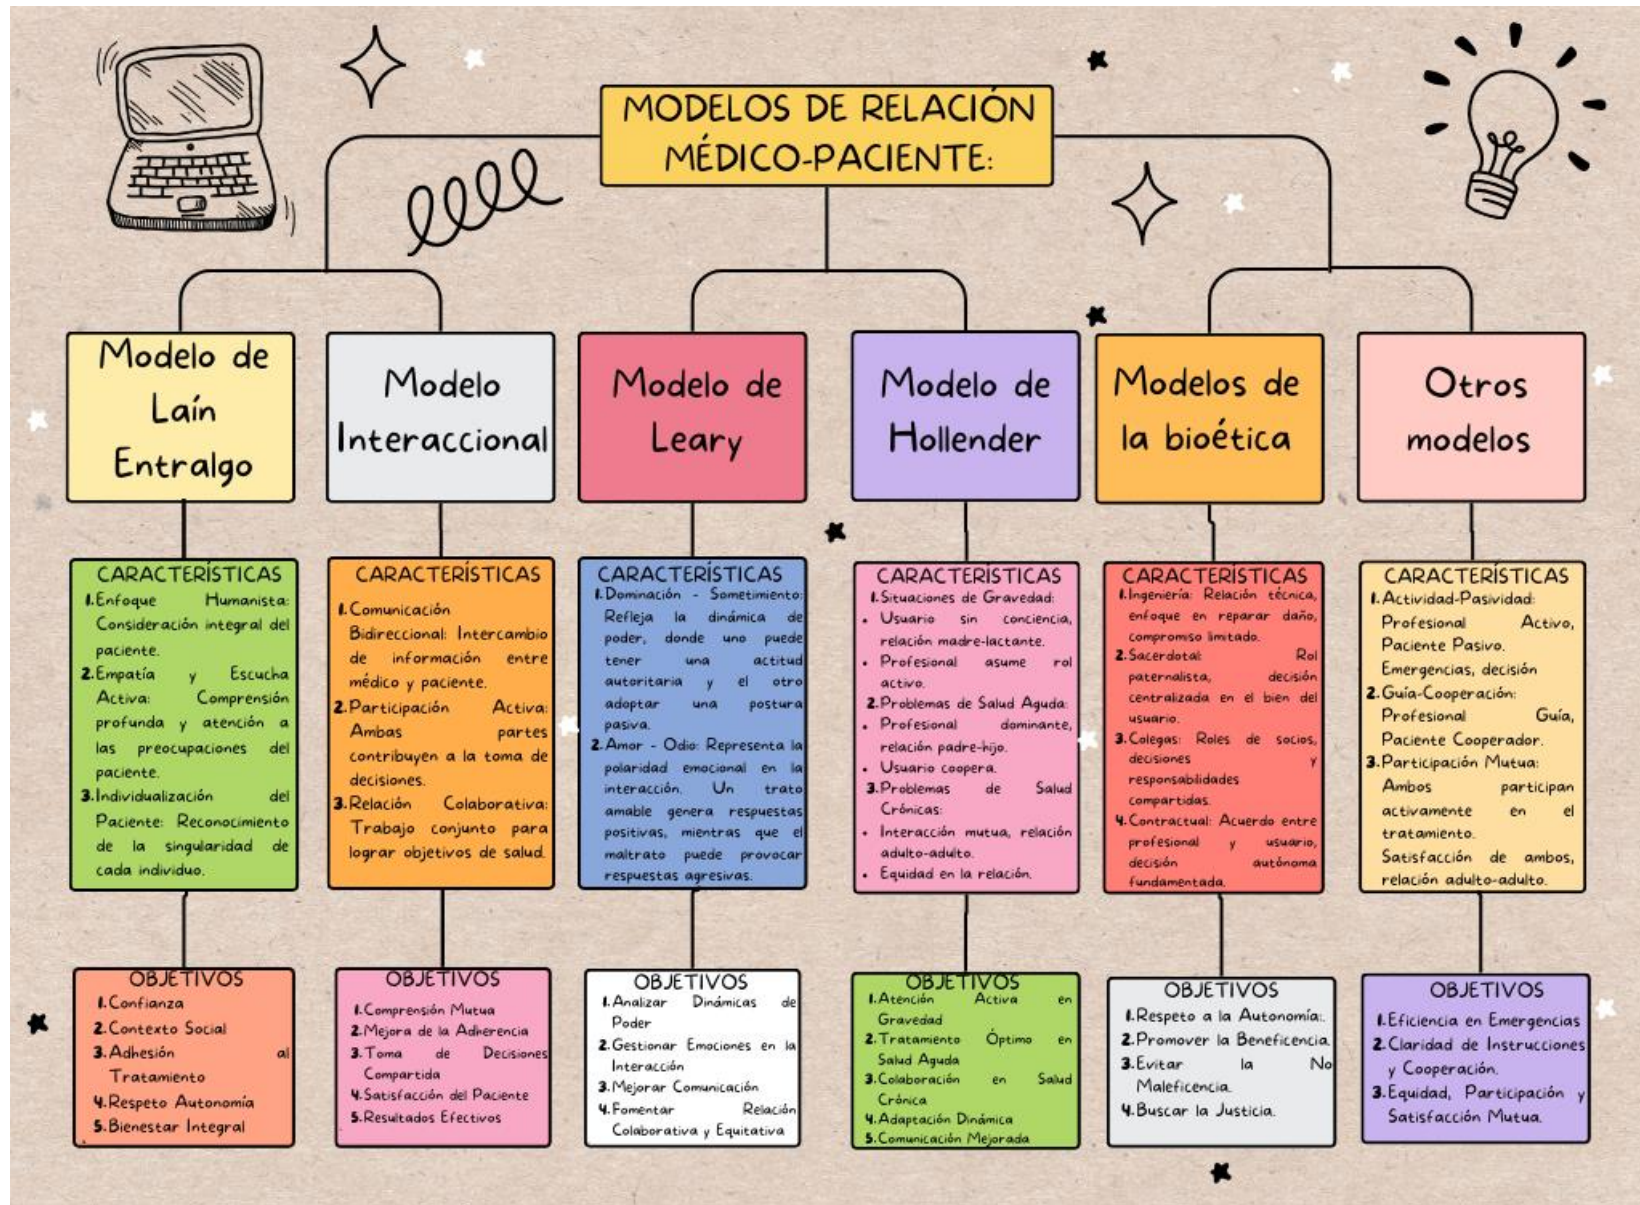 MODELOS DE RELACIÓN
MÉDICO-PACIENTE:
Modelo de
Laín
Entralgo
CARACTERÍSTICAS
1.Enfoque Humanista:
Consideración integral del
paciente.
2.Empatía y Escucha
Activa: Comprensión
profunda y atención a
las preocupaciones del
paciente.
3.Individualización del
Paciente: Reconocimiento
de la singularidad de
cada individuo.
OBJETIVOS
1.Confianza
2.Contexto Social
3.Adhesión al
Tratamiento
4.Respeto Autonomía
5.Bienestar Integral
Modelo
Interaccional
CARACTERÍSTICAS
1.Comunicación
Bidireccional: Intercambio
de información entre
médico y paciente.
2.Participación Activa:
Ambas partes
contribuyen a la toma de
decisiones.
3.Relación Colaborativa:
Trabajo conjunto para
lograr objetivos de salud.
OBJETIVOS
1.Comprensión Mutua
2.Mejora de la Adherencia
3.Toma de Decisiones
Compartida
4.Satisfacción del Paciente
5.Resultados Efectivos
Modelo de
Leary
CARACTERÍSTICAS
1.Dominación - Sometimiento:
Refleja la dinámica de
poder, donde uno puede
tener una actitud
autoritaria y el otro
adoptar una postura
pasiva.
2.Amor - Odio: Representa la
polaridad emocional en la
interacción. Un trato
amable genera respuestas
positivas, mientras que el
maltrato puede provocar
respuestas agresivas.
OBJETIVOS
1.Analizar Dinámicas de
Poder
2.Gestionar Emociones en la
Interacción
3.Mejorar Comunicación
4.Fomentar Relación
Colaborativa y Equitativa
Modelo de
Hollender
CARACTERÍSTICAS
1.Situaciones de Gravedad:
• Usuario sin conciencia,
relación madre-lactante.
• Profesional asume rol
activo.
2.Problemas de Salud Aguda:
• Profesional dominante,
relación padre-hijo.
• Usuario coopera.
3.Problemas de Salud
Crónicas:
• Interacción mutua, relación
adulto-adulto.
• Equidad en la relación.
OBJETIVOS
1.Atención Activa en
Gravedad
2.Tratamiento Óptimo en
Salud Aguda
3.Colaboración en Salud
Crónica
4.Adaptación Dinámica
5.Comunicación Mejorada
Modelos de
la bioética
CARACTERÍSTICAS
1.Ingeniería: Relación técnica,
enfoque en reparar daño,
compromiso limitado.
2.Sacerdotal: Rol
paternalista, decisión
centralizada en el bien del
usuario.
3.Colegas: Roles de socios,
decisiones y
responsabilidades
compartidas.
4.Contractual: Acuerdo entre
profesional y usuario,
decisión autónoma
fundamentada.
OBJETIVOS
1.Respeto a la Autonomía:.
2.Promover la Beneficencia.
3.Evitar la No
Maleficencia.
4.Buscar la Justicia.
Otros
modelos
CARACTERÍSTICAS
1.Actividad-Pasividad:
Profesional Activo,
Paciente Pasivo.
Emergencias, decisión
2.Guía-Cooperación:
Profesional Guía,
Paciente Cooperador.
3.Participación Mutua:
Ambos participan
activamente en el
tratamiento.
Satisfacción de ambos,
relación adulto-adulto.
OBJETIVOS
1.Eficiencia en Emergencias
2.Claridad de Instrucciones
y Cooperación.
3.Equidad, Participación y
Satisfacción Mutua.